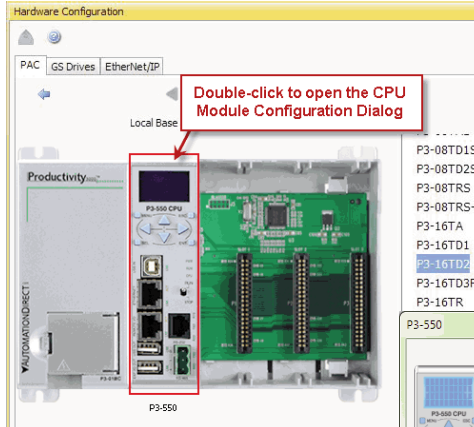 Hardware Configuration
PAC GS Drives EtherNet/IP
Double-click to open the CPU
Module Configuration Dialog
Local Base
P3-08TD1S
P3-08TD2S
P3-08TRS
P3-08TRS-
P3-16TA
P3-16TD1
P3-16TD2
P3-16TD3P
P3-16TR
Productivity
P3-550 CPU
AUTOMATIONDIRECT
P3-550
P3-550
P3-550 CPU